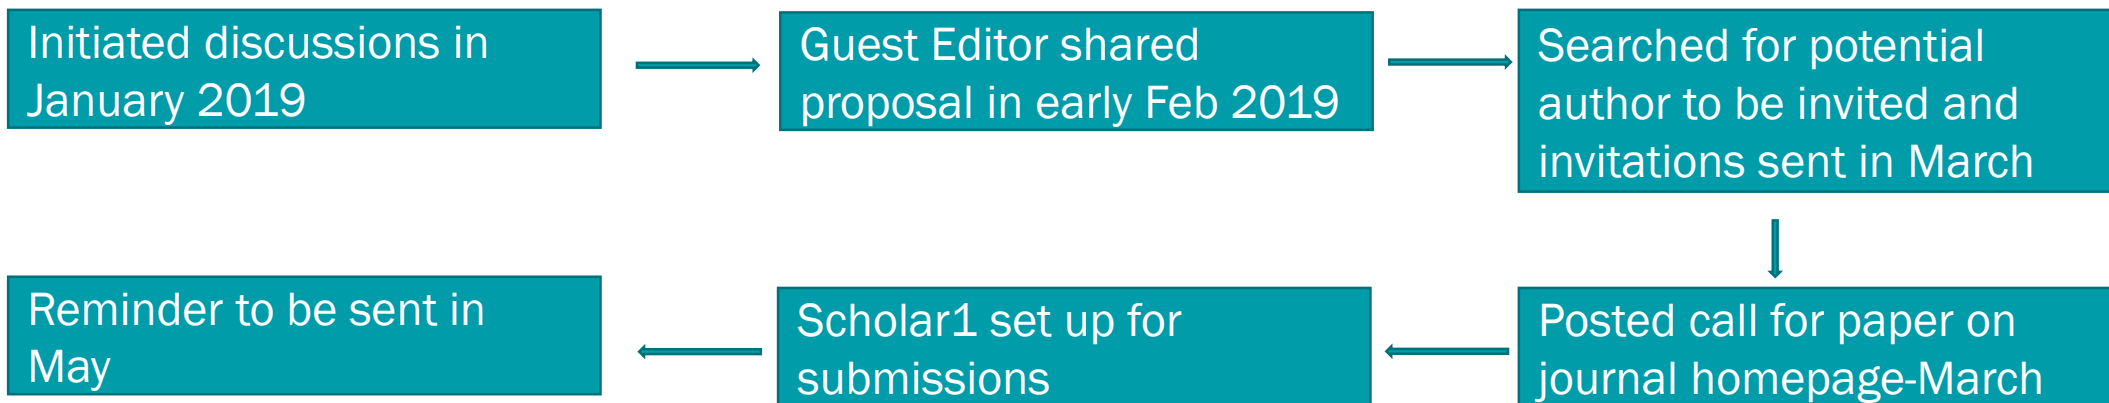 Initiated discussions in
January 2019
Guest Editor shared
proposal in early Feb 2019
Searched for potential
author to be invited and
invitations sent in March
Posted call for paper on
journal homepage-March
Scholar1 set up for
submissions
Reminder to be sent in
May